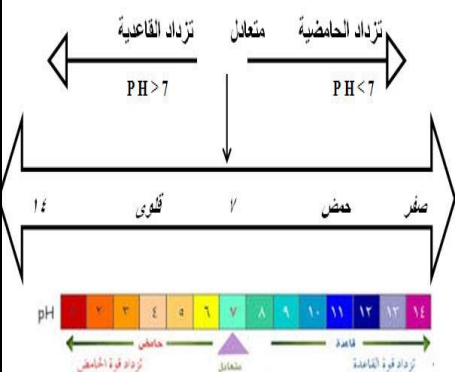 تزداد الحامضية متعادل تزداد القاعدية
PH>7 PH<7
صفر حمض ٧ قلوى ١٤
pH ٢ ٣ ٤ ٥ ٦ ٧ ٨ ٩ ١٠ ١١ ١٢ ١٣ ١٤
حامض قاعدة
تزداد قوة الحامض متعادل تزداد قوة القاعدة